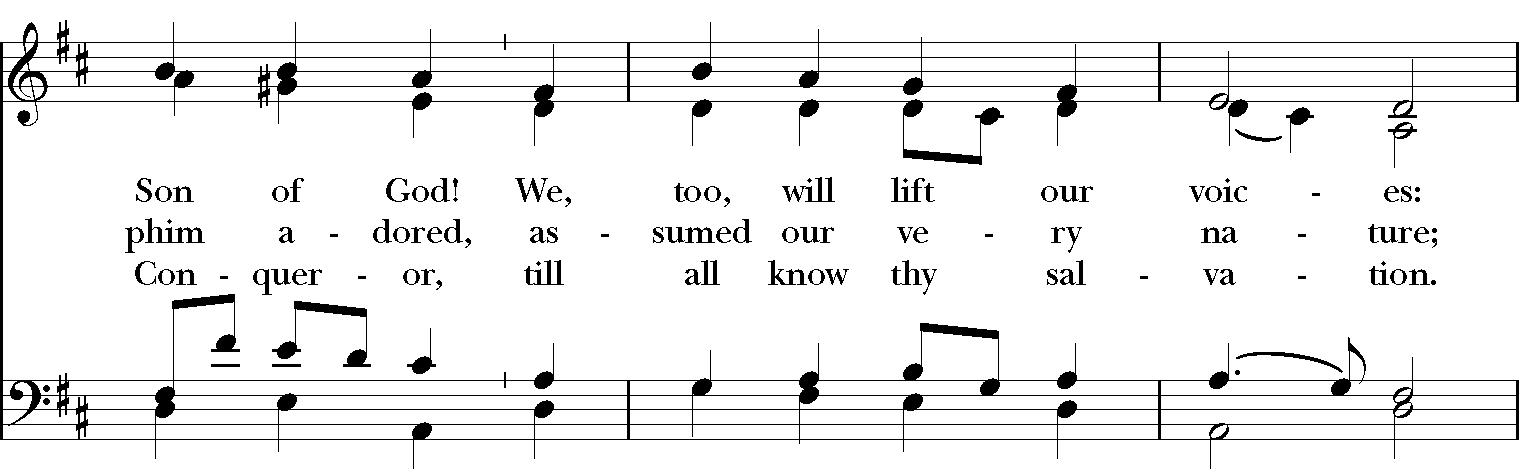 Son of God! We, too, will lift our voic - es:
phim a - dored, as - sumed our ve - ry na - ture;
Con - quer - or, till all know thy sal - va - tion.